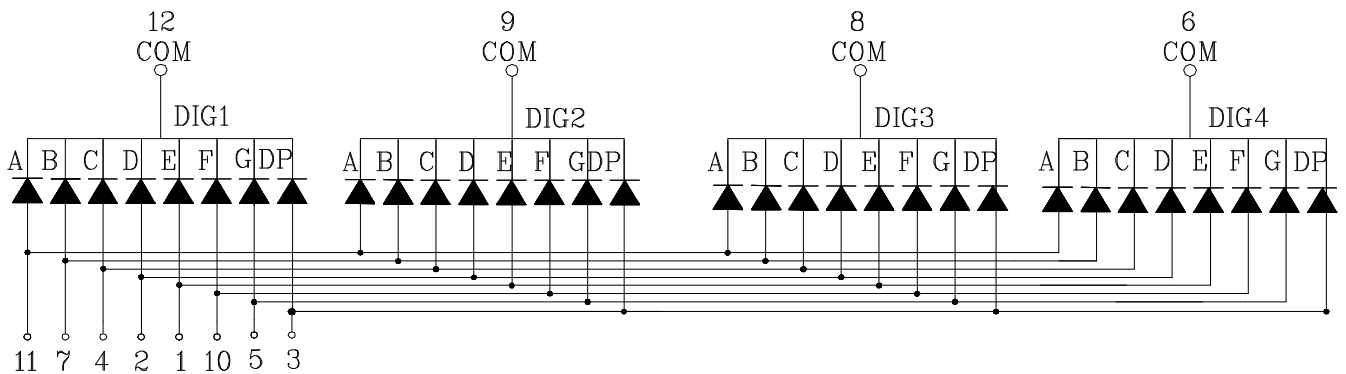 12 9 8 6
COM COM COM COM
DIG1 DIG2 DIG3 DIG4
A B C D E F G DP A B C D E F G DP A B C D E F G DP A B C D E F G DP
11 7 4 2 1 10 5 3